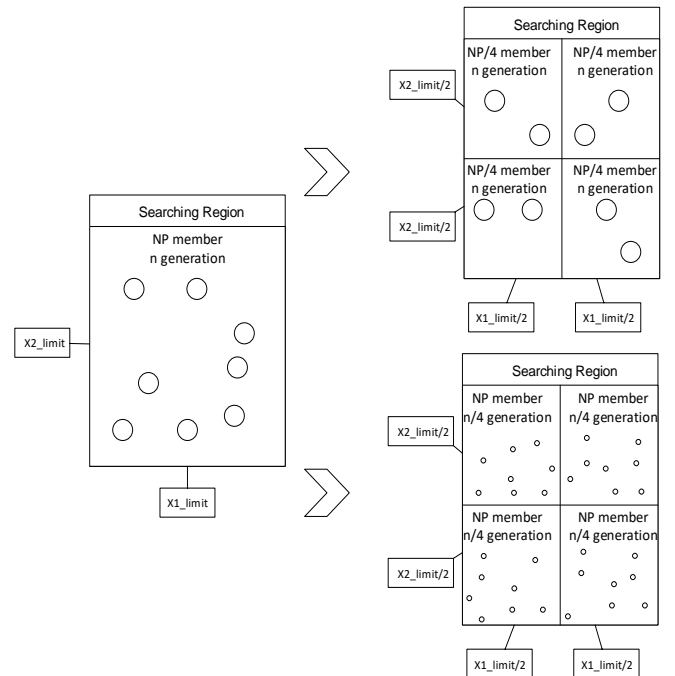 Searching Region
NP member
n generation
X2_limit
X1_limit
Searching Region
NP/4 member
n generation
NP/4 member
n generation
X2_limit/2
NP/4 member
n generation
NP/4 member
n generation
X2_limit/2
X1_limit/2
X1_limit/2
Searching Region
NP member
n/4 generation
NP member
n/4 generation
X2_limit/2
NP member
n/4 generation
NP member
n/4 generation
X2_limit/2
X1_limit/2
X1_limit/2